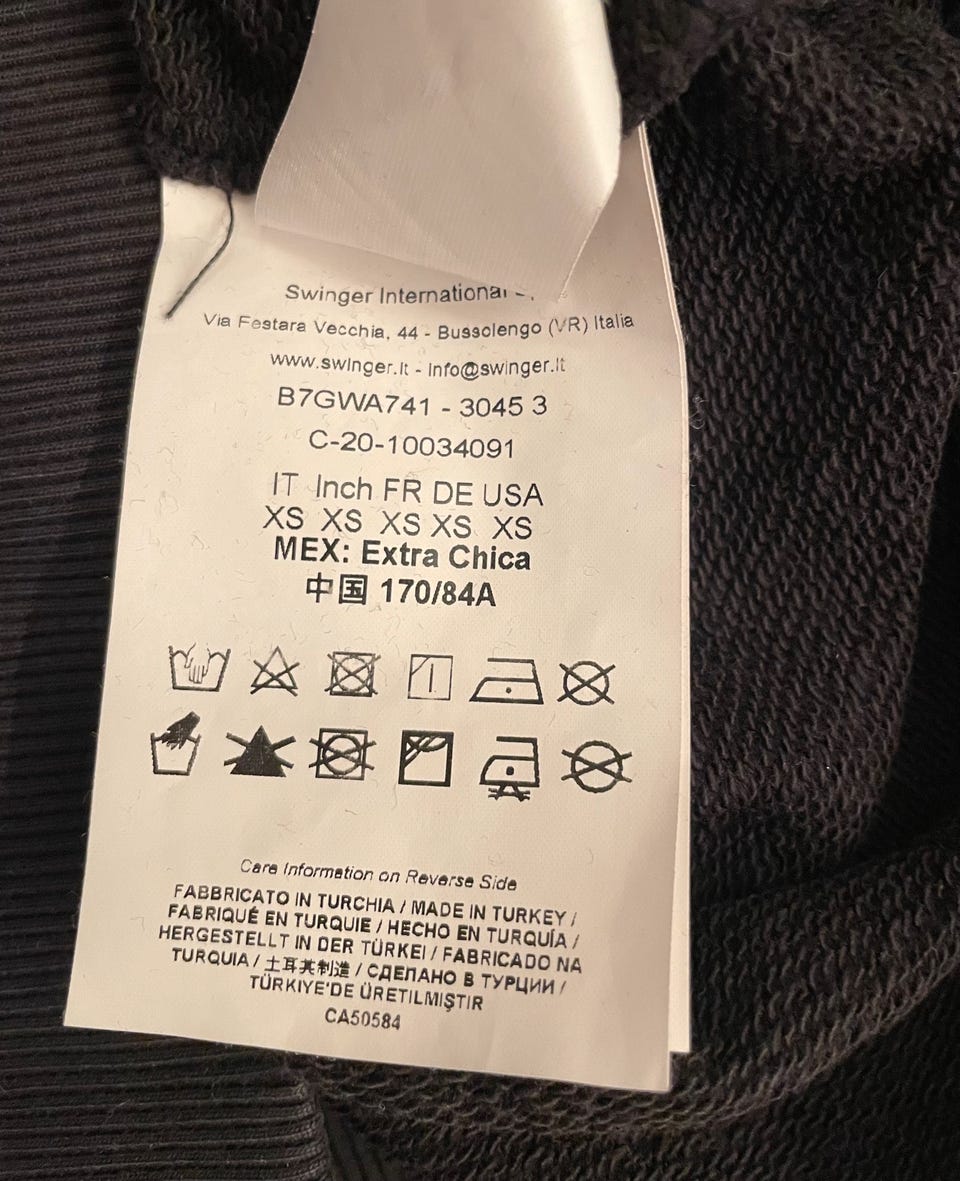 Swinger International
Via Festara Vecchia, 44 - Bussolengo (VR) Italia
www.swinger.it - info@swinger.it
B7GWA741 - 3045 3
C-20-10034091
IT Inch FR DE USA
XS XS XS XS XS
MEX: Extra Chica
中国 170/84A
Care Information on Reverse Side
FABBRICATO IN TURCHIA / MADE IN TURKEY /
FABRIQUÉ EN TURQUIE / HECHO EN TURQUÍA /
HERGESTELLT IN DER TÜRKEI / FABRICADO NA
TURQUIA / 土耳其制造 / СДЕЛАНО В ТУРЦИИ /
TÜRKIYE'DE ÜRETILMIŞTIR
CA50584